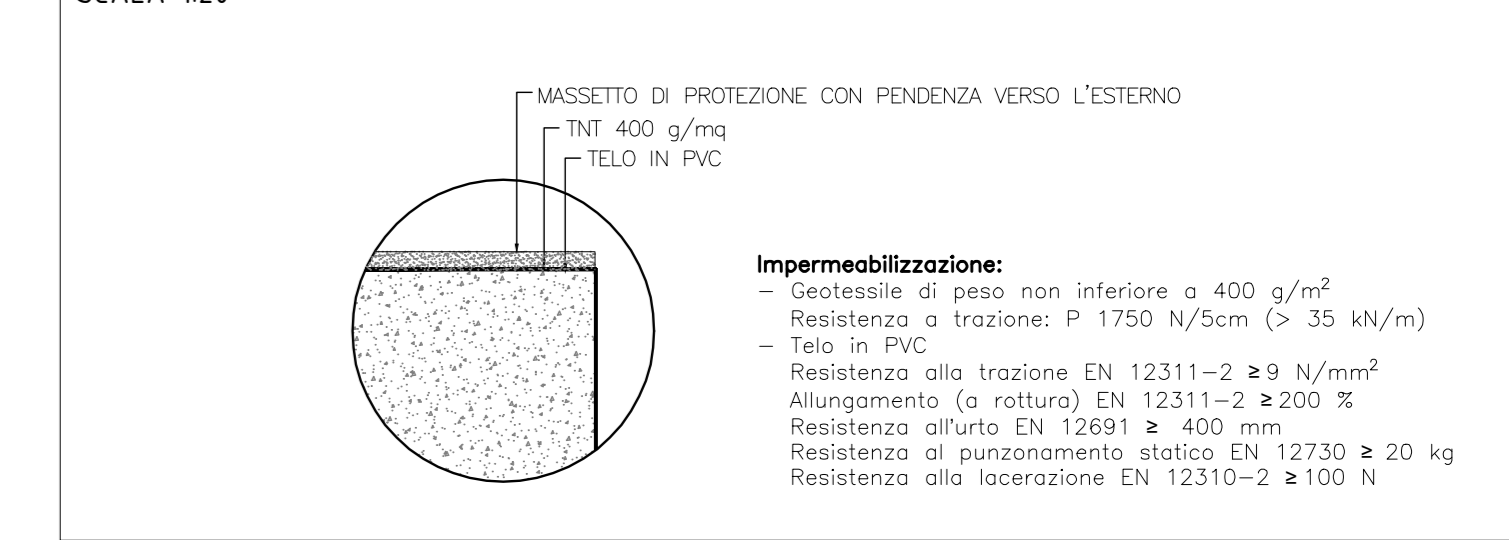 MASSETTO DI PROTEZIONE CON PENDENZA VERSO L'ESTERNO
TNT 400 g/mq
TELO IN PVC
Impermeabilizzazione:
– Geotessile di peso non inferiore a 400 g/m²
Resistenza a trazione: P 1750 N/5cm (> 35 kN/m)
– Telo in PVC
Resistenza alla trazione EN 12311–2 ≥9 N/mm²
Allungamento (a rottura) EN 12311–2 ≥200 %
Resistenza all'urto EN 12691 ≥ 400 mm
Resistenza al punzonamento statico EN 12730 ≥ 20 kg
Resistenza alla lacerazione EN 12310–2 ≥100 N